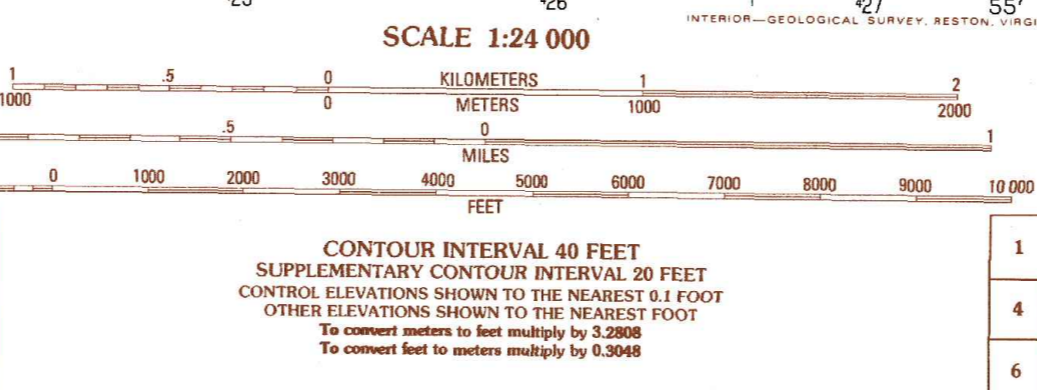 ⁴25 ⁴26 ⁴27 55'
INTERIOR—GEOLOGICAL SURVEY, RESTON, VIRGI
SCALE 1:24 000
1 .5 0 KILOMETERS 1 2
1000 0 METERS 1000 2000
.5 0 1
MILES
0 1000 2000 3000 4000 5000 6000 7000 8000 9000 10 000
FEET
CONTOUR INTERVAL 40 FEET
SUPPLEMENTARY CONTOUR INTERVAL 20 FEET
CONTROL ELEVATIONS SHOWN TO THE NEAREST 0.1 FOOT
OTHER ELEVATIONS SHOWN TO THE NEAREST FOOT
To convert meters to feet multiply by 3.2808
To convert feet to meters multiply by 0.3048
1
4
6